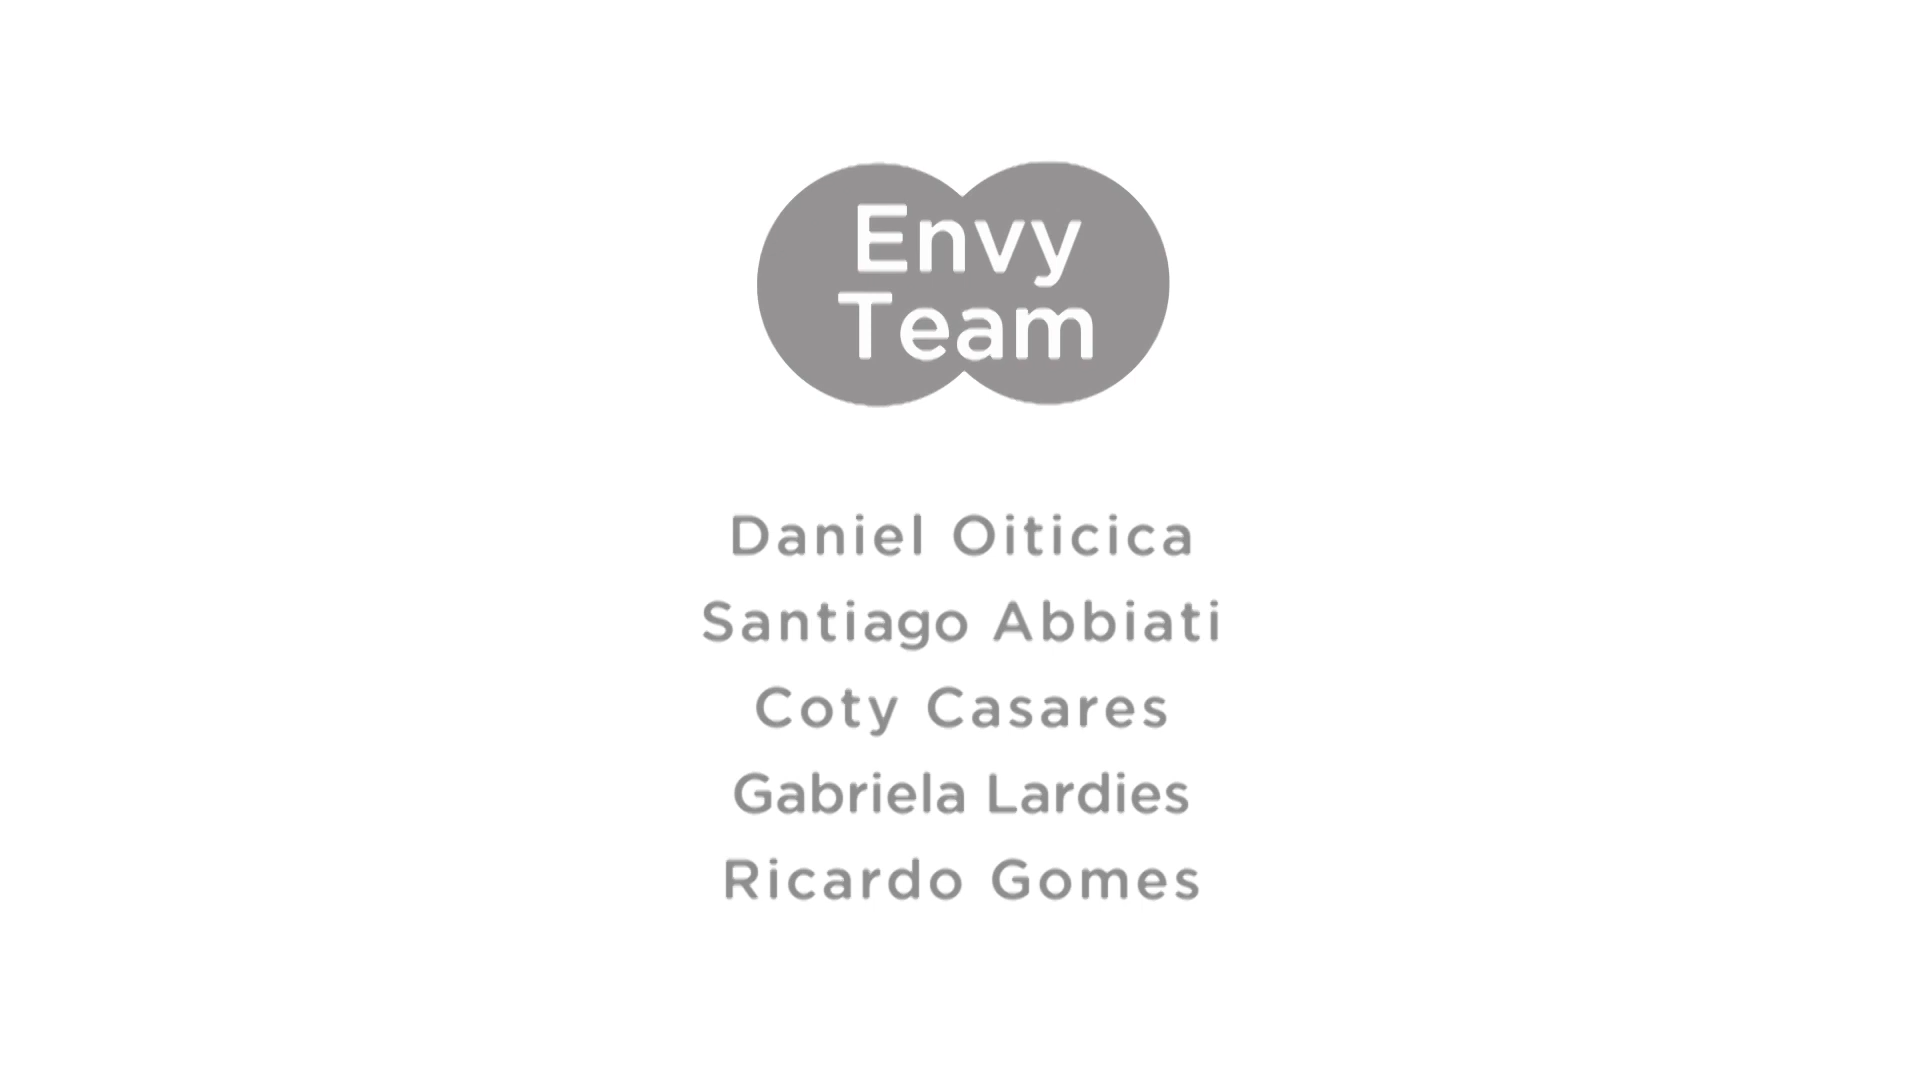 Envy
Team
Daniel Oiticica
Santiago Abbiati
Coty Casares
Gabriela Lardies
Ricardo Gomes